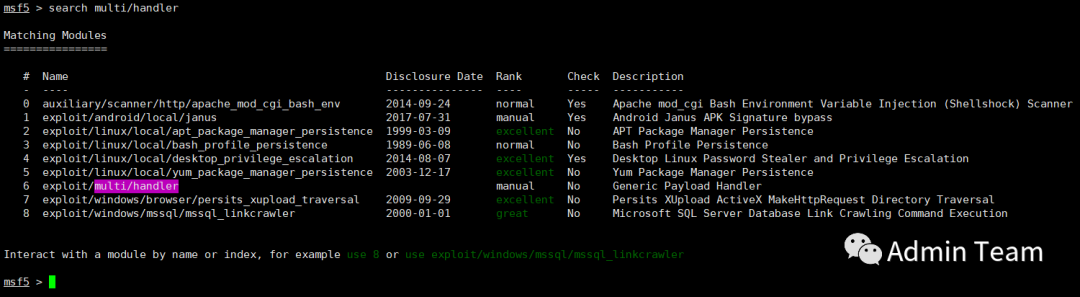 msf5 > search multi/handler
Matching Modules
================
# Name Disclosure Date Rank Check Description
- ---- --------------- ---- ----- -----------
0 auxiliary/scanner/http/apache_mod_cgi_bash_env 2014-09-24 normal Yes Apache mod_cgi Bash Environment Variable Injection (Shellshock) Scanner
1 exploit/android/local/janus 2017-07-31 manual Yes Android Janus APK Signature bypass
2 exploit/linux/local/apt_package_manager_persistence 1999-03-09 excellent No APT Package Manager Persistence
3 exploit/linux/local/bash_profile_persistence 1989-06-08 normal No Bash Profile Persistence
4 exploit/linux/local/desktop_privilege_escalation 2014-08-07 excellent Yes Desktop Linux Password Stealer and Privilege Escalation
5 exploit/linux/local/yum_package_manager_persistence 2003-12-17 excellent No Yum Package Manager Persistence
6 exploit/multi/handler manual No Generic Payload Handler
7 exploit/windows/browser/persits_xupload_traversal 2009-09-29 excellent No Persits XUpload ActiveX MakeHttpRequest Directory Traversal
8 exploit/windows/mssql/mssql_linkcrawler 2000-01-01 great No Microsoft SQL Server Database Link Crawling Command Execution
Interact with a module by name or index, for example use 8 or use exploit/windows/mssql/mssql_linkcrawler
msf5 >
Admin Team